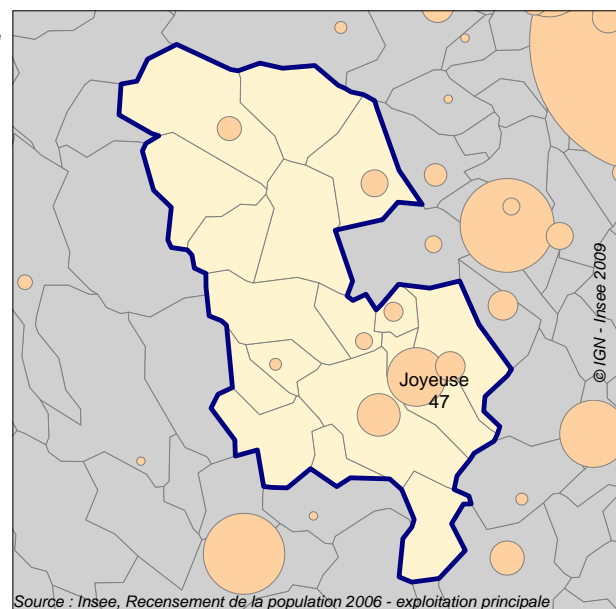 e
Joyeuse
47
© IGN - Insee 2009
Source : Insee, Recensement de la population 2006 - exploitation principale